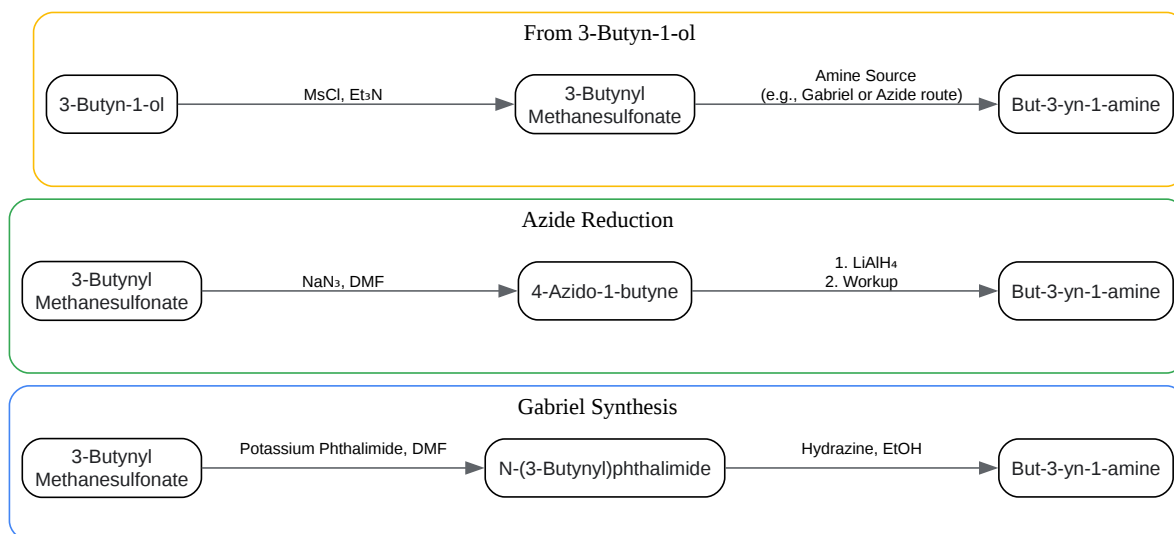 From 3-Butyn-1-ol
3-Butyn-1-ol
MsCl, Et₃N
3-Butynyl
Methanesulfonate
Amine Source
(e.g., Gabriel or Azide route)
But-3-yn-1-amine
Azide Reduction
3-Butynyl
Methanesulfonate
NaN₃, DMF
4-Azido-1-butyne
1. LiAlH₄
2. Workup
But-3-yn-1-amine
Gabriel Synthesis
3-Butynyl
Methanesulfonate
Potassium Phthalimide, DMF
N-(3-Butynyl)phthalimide
Hydrazine, EtOH
But-3-yn-1-amine